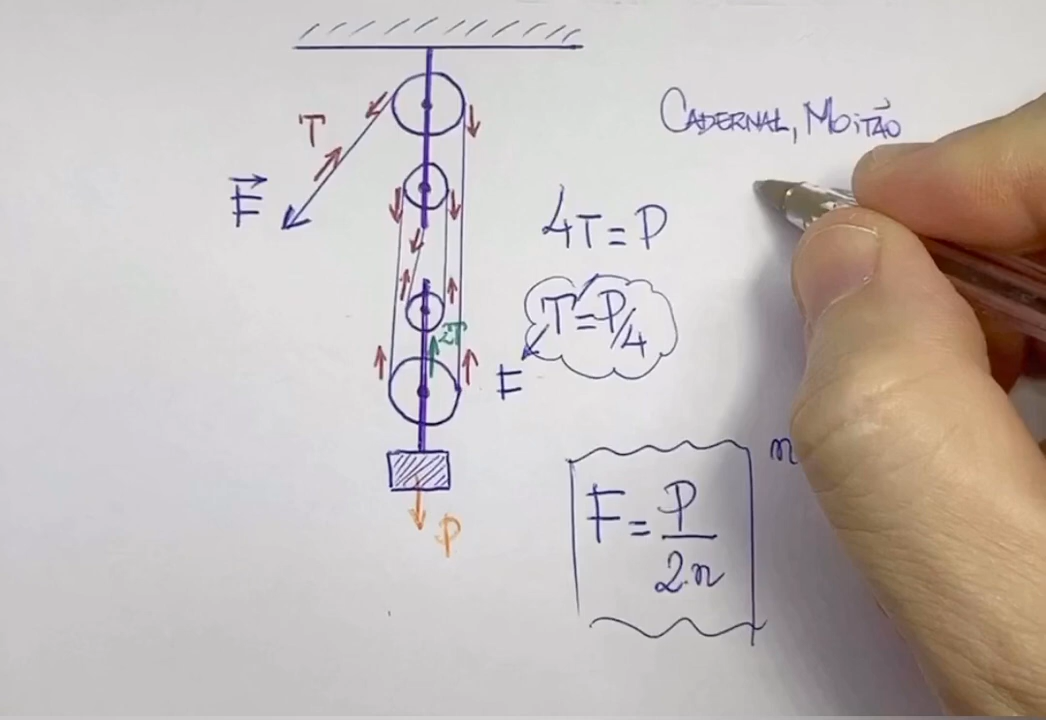 CADERNAL, MOITÃO
T
F
4T = P
T = P/4
2T
F
n
F = P
2n
P